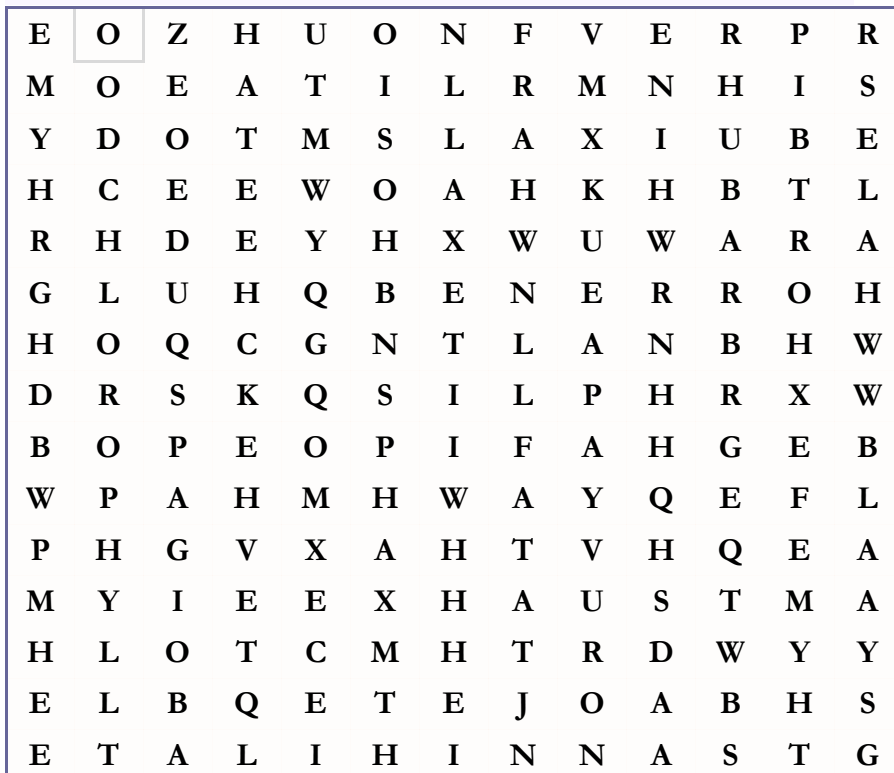 E O Z H U O N F V E R P R
M O E A T I L R M N H I S
Y D O T M S L A X I U B E
H C E E W O A H K H B T L
R H D E Y H X W U W A R A
G L U H Q B E N E R R O H
H O Q C G N T L A N B H W
D R S K Q S I L P H R X W
B O P E O P I F A H G E B
W P A H M H W A Y Q E F L
P H G V X A H T V H Q E A
M Y I E E X H A U S T M A
H L O T C M H T R D W Y Y
E L B Q E T E J O A B H S
E T A L I H I N N A S T G